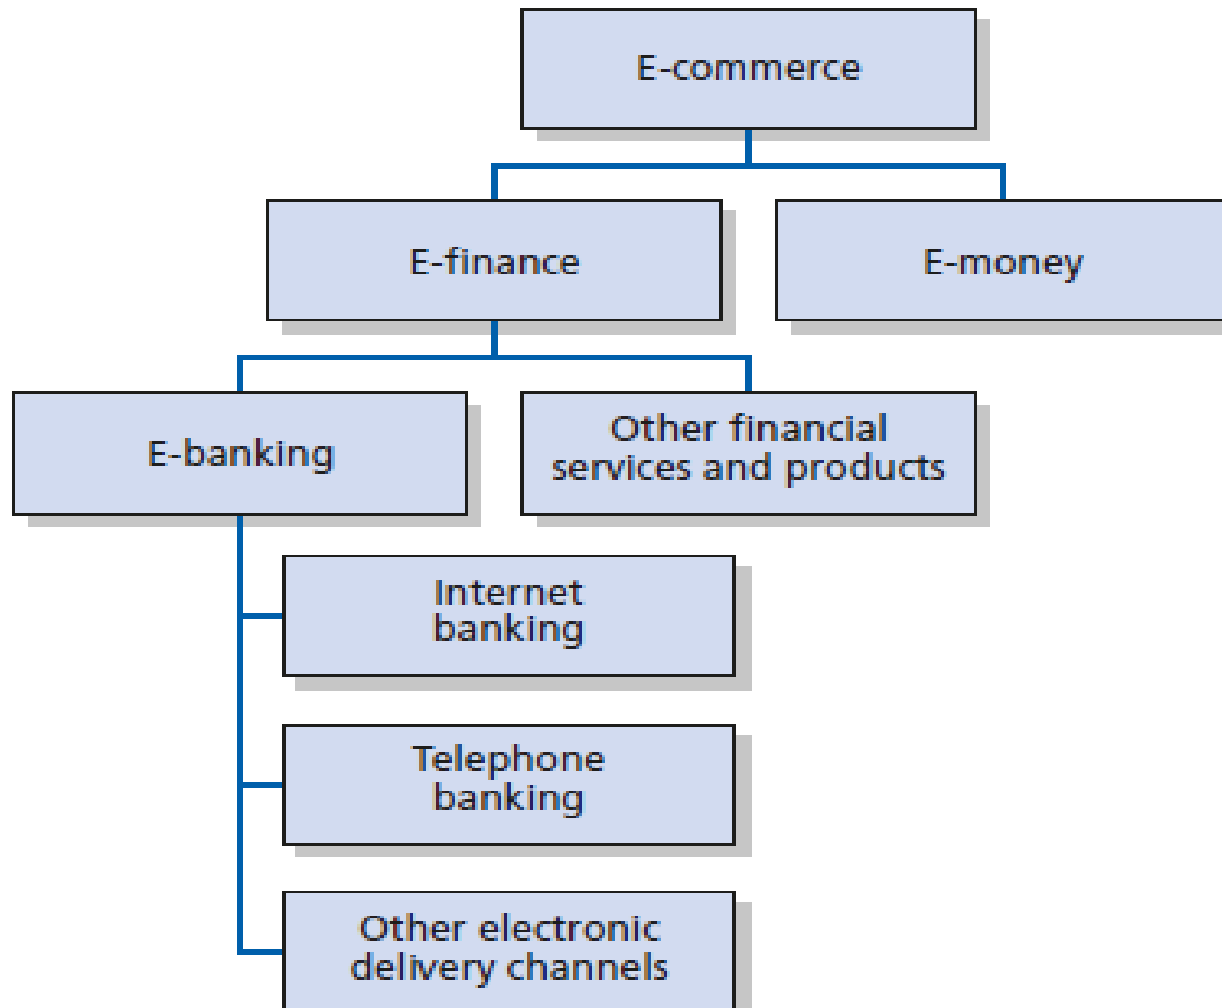 E-commerce
E-finance
E-money
E-banking
Other financial
services and products
Internet
banking
Telephone
banking
Other electronic
delivery channels